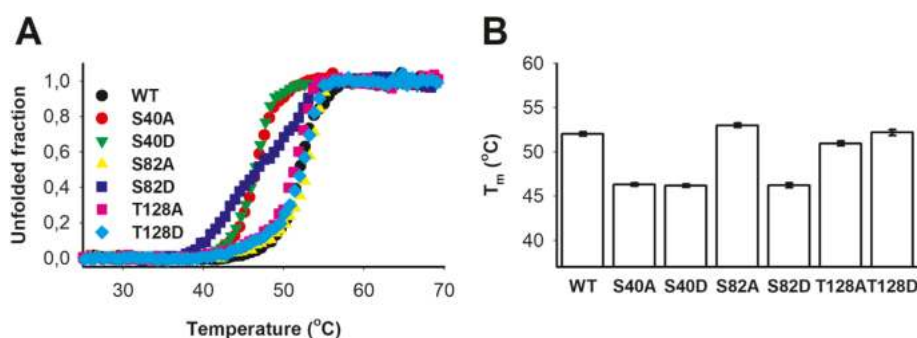 A
Unfolded fraction
1,0
0,8
0,6
0,4
0,2
0,0
WT
S40A
S40D
S82A
S82D
T128A
T128D
30 40 50 60 70
Temperature (°C)
B
Tm (°C)
60
55
50
45
40
WT S40A S40D S82A S82D T128A T128D